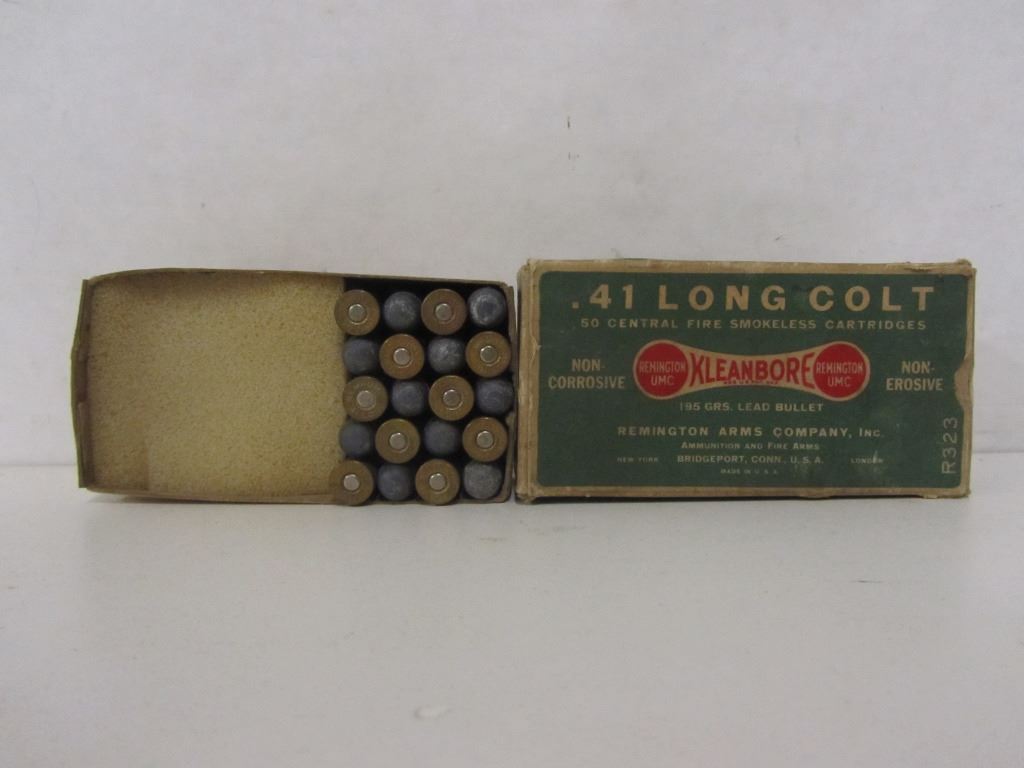 .41 LONG COLT
50 CENTRAL FIRE SMOKELESS CARTRIDGES
NON-CORROSIVE
REMINGTON UMC
KLEANBORE
REMINGTON UMC
NON-EROSIVE
195 GRS. LEAD BULLET
REMINGTON ARMS COMPANY, INC.
AMMUNITION AND FIRE ARMS
NEW YORK BRIDGEPORT, CONN., U.S.A. LONDON
MADE IN U.S.A.
R323